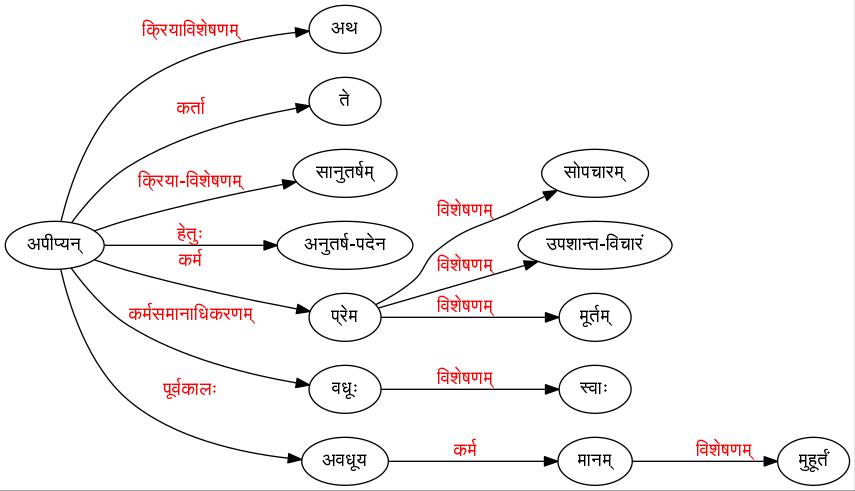 क्रियाविशेषणम् अथ
कर्ता ते
क्रिया-विशेषणम् सानुतर्षम् सोपचारम्
विशेषणम्
अपीप्यन् हेतुः अनुतर्ष-पदेन उपशान्त-विचारं
कर्म विशेषणम्
कर्मसमानाधिकरणम् प्रेम विशेषणम् मूर्तम्
पूर्वकालः वधूः विशेषणम् स्वाः
अवधूय कर्म मानम् विशेषणम् मुहूर्तं